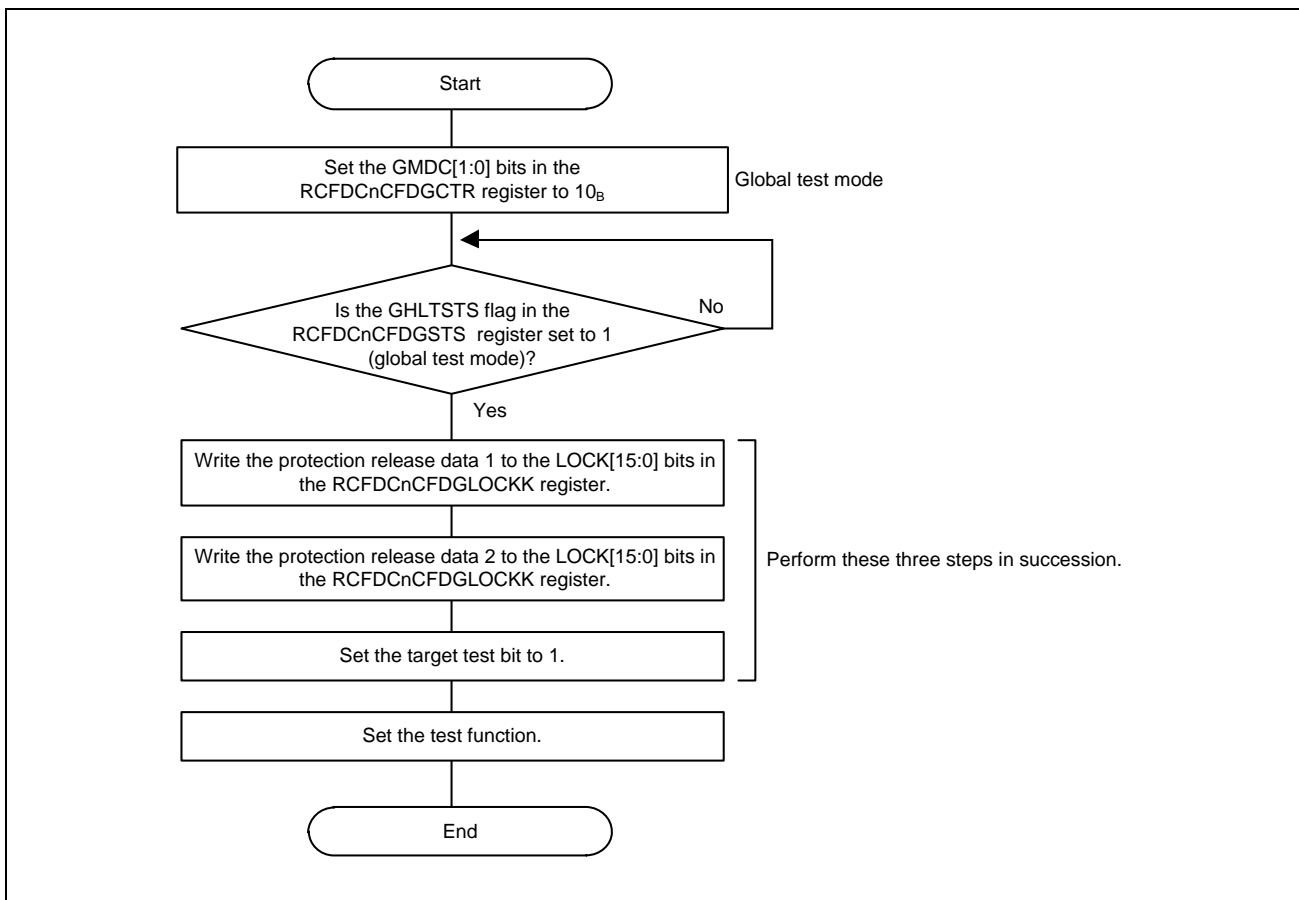 Start
Set the GMDC[1:0] bits in the
RCFDCnCFDGCTR register to 10B
Global test mode
No
Is the GHLTSTS flag in the
RCFDCnCFDGSTS register set to 1
(global test mode)?
Yes
Write the protection release data 1 to the LOCK[15:0] bits in
the RCFDCnCFDGLOCKK register.
Write the protection release data 2 to the LOCK[15:0] bits in
the RCFDCnCFDGLOCKK register.
Perform these three steps in succession.
Set the target test bit to 1.
Set the test function.
End